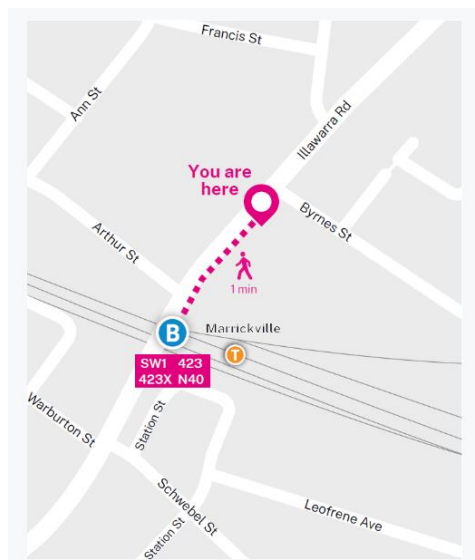 Francis St
Ann St
Illawarra Rd
You are
here
Byrnes St
Arthur St
1 min
Marrickville
B
T
SW1 423
423X N40
Warburton St
Station St
Schwebel St
Leofrene Ave
Station St